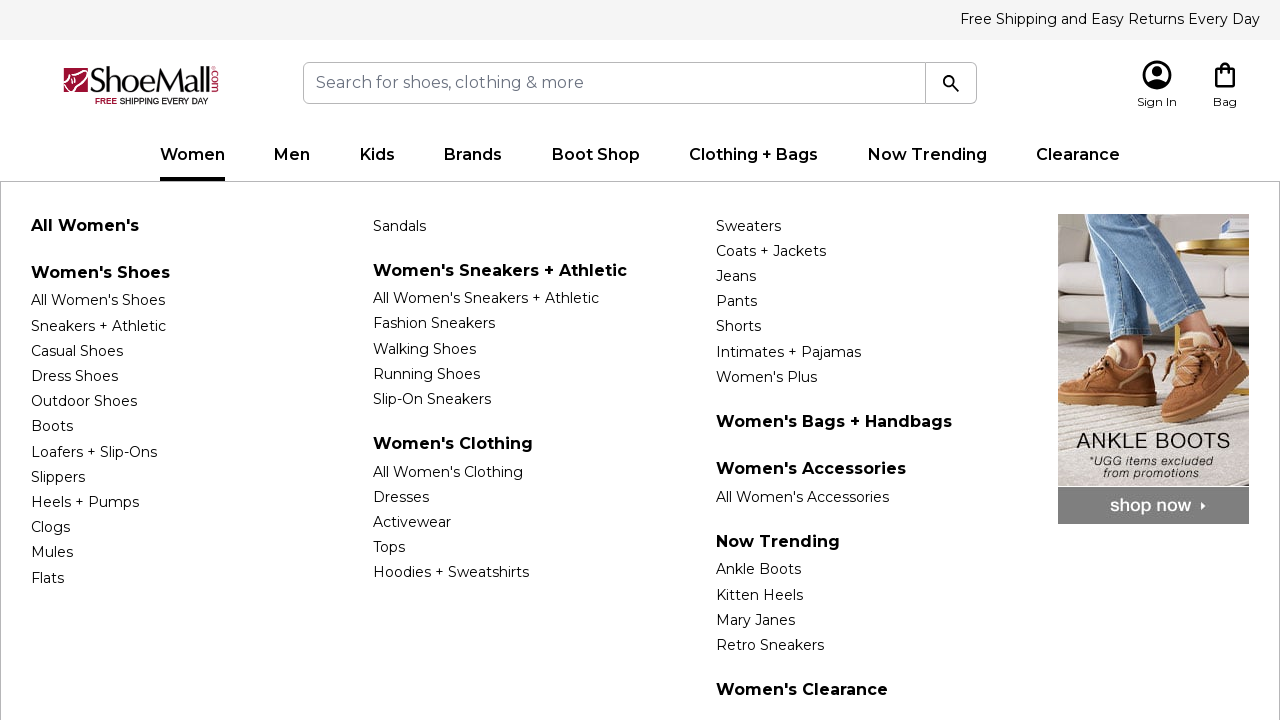 Free Shipping and Easy Returns Every Day
ShoeMall.com
FREE SHIPPING EVERY DAY
Search for shoes, clothing & more
Sign In
Bag
Women
Men
Kids
Brands
Boot Shop
Clothing + Bags
Now Trending
Clearance
All Women's
Women's Shoes
All Women's Shoes
Sneakers + Athletic
Casual Shoes
Dress Shoes
Outdoor Shoes
Boots
Loafers + Slip-Ons
Slippers
Heels + Pumps
Clogs
Mules
Flats
Sandals
Women's Sneakers + Athletic
All Women's Sneakers + Athletic
Fashion Sneakers
Walking Shoes
Running Shoes
Slip-On Sneakers
Women's Clothing
All Women's Clothing
Dresses
Activewear
Tops
Hoodies + Sweatshirts
Sweaters
Coats + Jackets
Jeans
Pants
Shorts
Intimates + Pajamas
Women's Plus
Women's Bags + Handbags
Women's Accessories
All Women's Accessories
Now Trending
Ankle Boots
Kitten Heels
Mary Janes
Retro Sneakers
Women's Clearance
ANKLE BOOTS
*UGG items excluded
from promotions
shop now